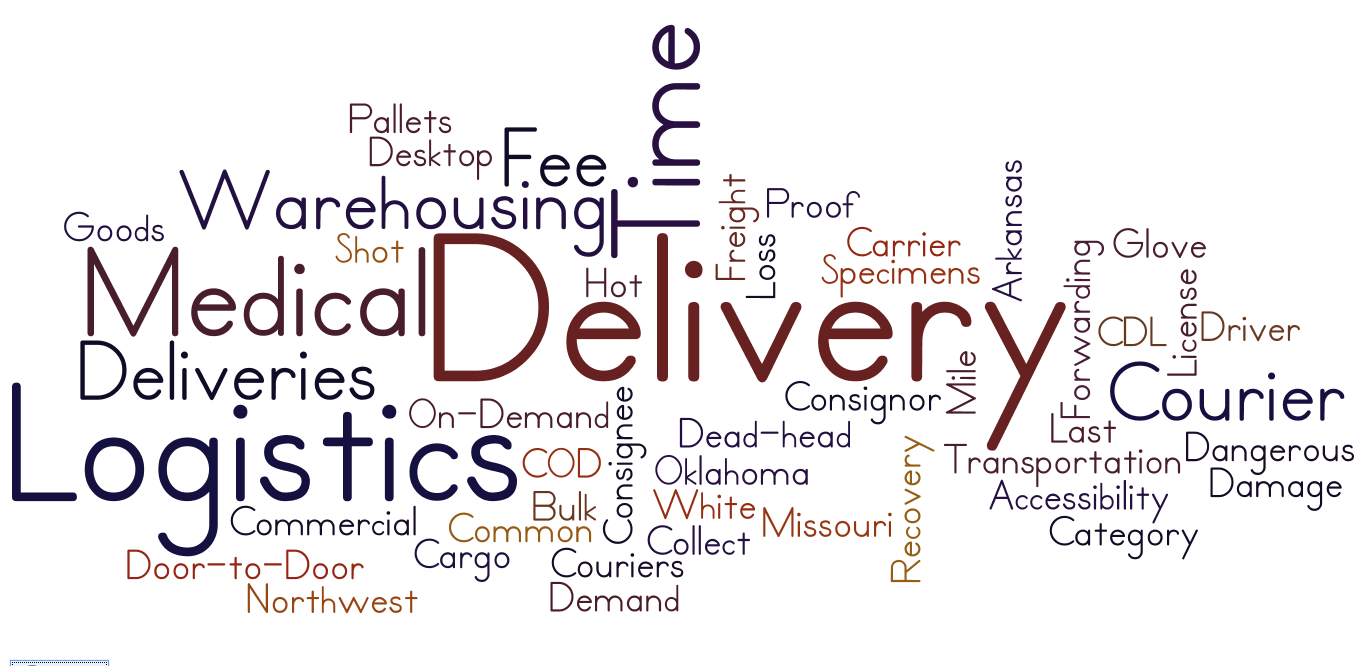 Time
Pallets
Desktop
Fee
Warehousing
Goods
Shot
Medical
Delivery
Hot
Freight
Loss
Proof
Carrier
Specimens
Arkansas
Forwarding
Glove
License
CDL
Driver
Deliveries
Logistics
On-Demand
Consignee
Consignor
Mile
Courier
Last
Dead-head
COD
Oklahoma
Transportation
Dangerous
Damage
Accessibility
Recovery
Bulk
White
Missouri
Commercial
Common
Collect
Category
Cargo
Couriers
Door-to-Door
Northwest
Demand